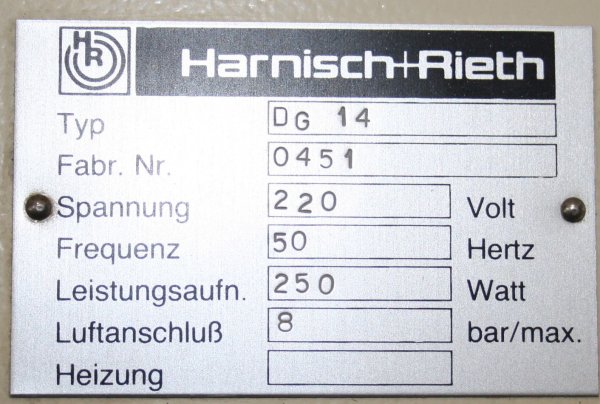 HR Harnisch+Rieth
Typ DG 14
Fabr. Nr. 0451
Spannung 220 Volt
Frequenz 50 Hertz
Leistungsaufn. 250 Watt
Luftanschluß 8 bar/max.
Heizung